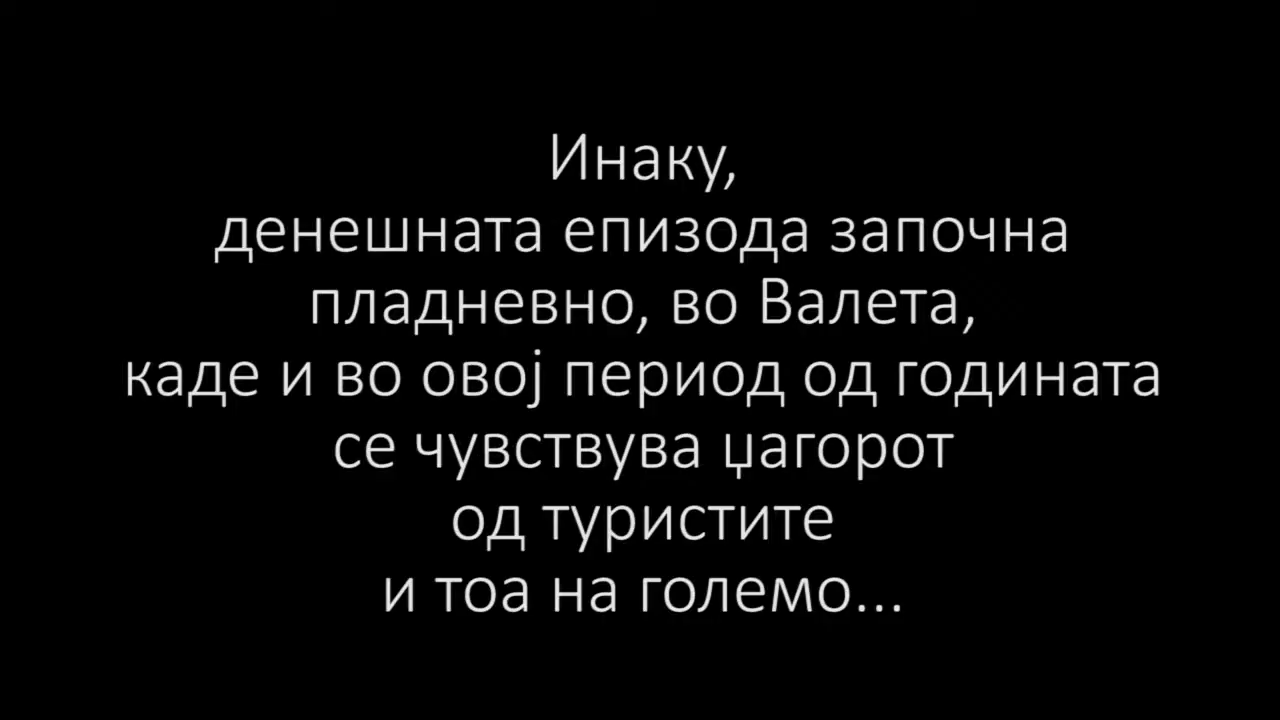 Инаку,
денешната епизода започна
пладневно, во Валета,
каде и во овој период од годината
се чувствува џагорот
од туристите
и тоа на големо...